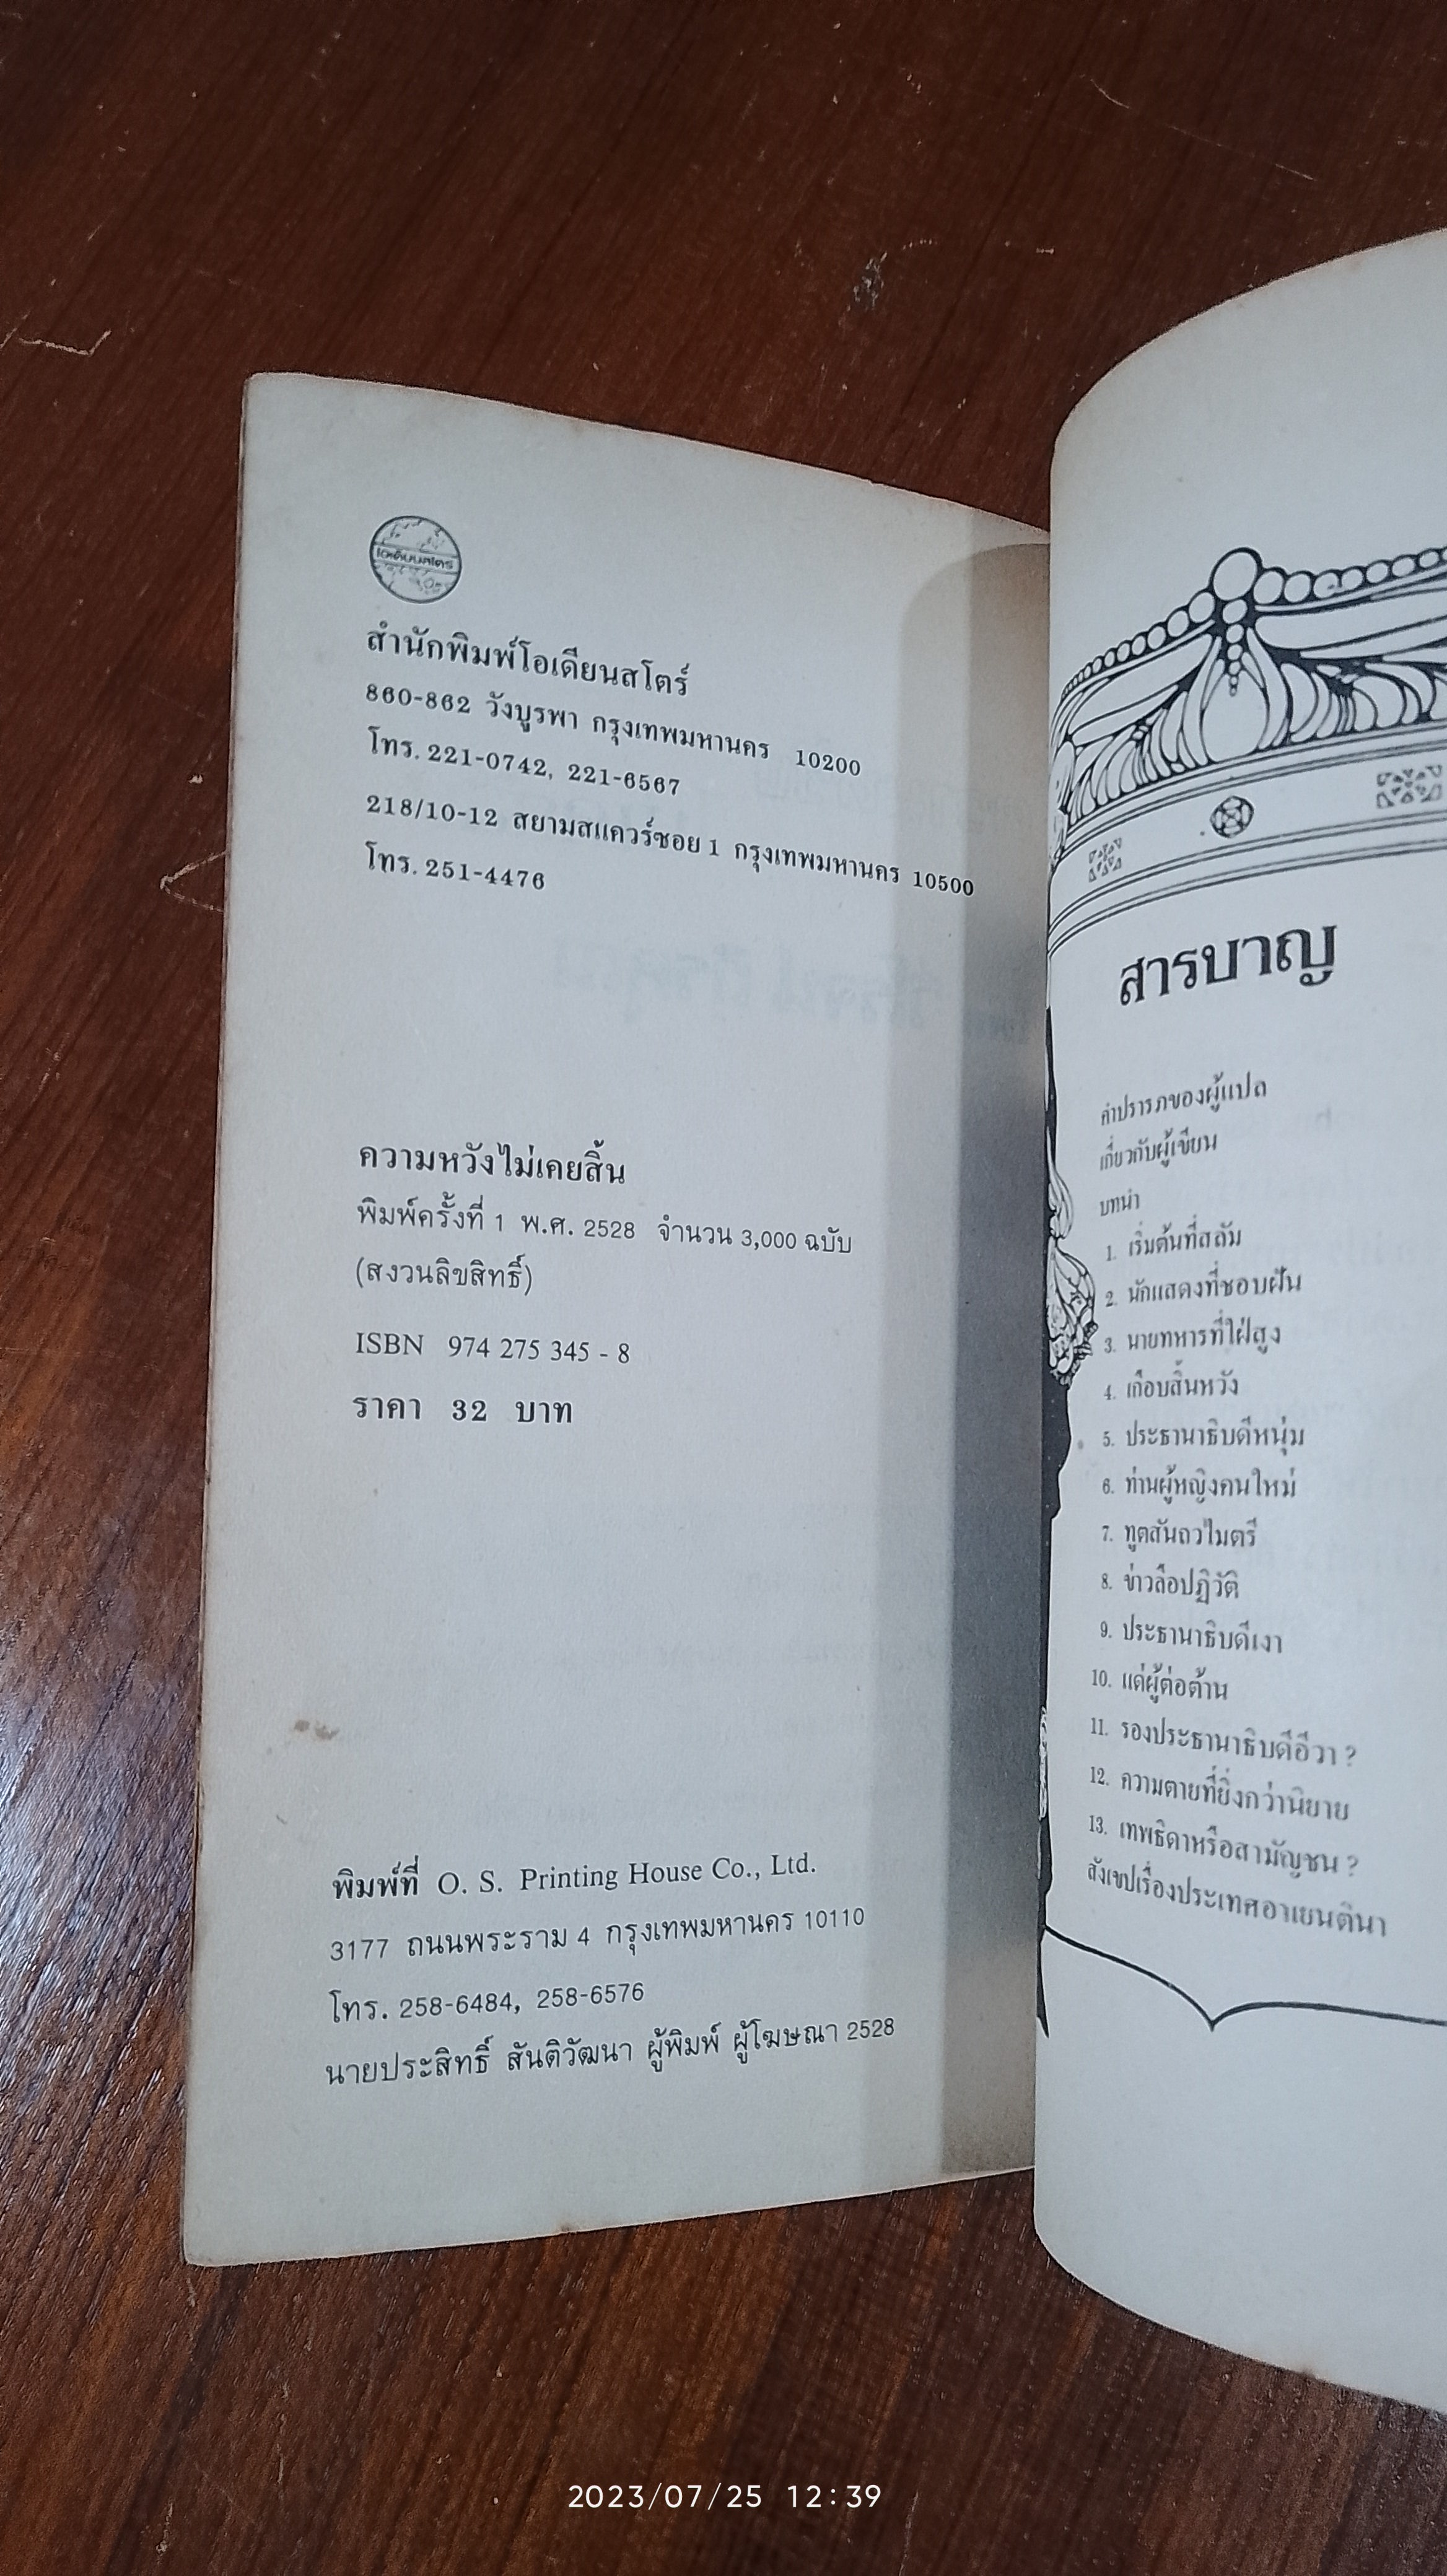 โอเดียนสโตร์
สำนักพิมพ์โอเดียนสโตร์
860-862 วังบูรพา กรุงเทพมหานคร 10200
โทร. 221-0742, 221-6567
218/10-12 สยามสแควร์ซอย 1 กรุงเทพมหานคร 10500
โทร. 251-4476
ความหวังไม่เคยสิ้น
พิมพ์ครั้งที่ 1 พ.ศ. 2528 จำนวน 3,000 ฉบับ
(สงวนลิขสิทธิ์)
ISBN 974 275 345 - 8
ราคา 32 บาท
พิมพ์ที่ O. S. Printing House Co., Ltd.
3177 ถนนพระราม 4 กรุงเทพมหานคร 10110
โทร. 258-6484, 258-6576
นายประสิทธิ์ สันติวัฒนา ผู้พิมพ์ ผู้โฆษณา 2528
สารบาญ
คำปรารภของผู้แปล
เกี่ยวกับผู้เขียน
บทนำ
1. เริ่มต้นที่สลัม
2. นักแสดงที่ชอบฝัน
3. นายทหารที่ใฝ่สูง
4. เกือบสิ้นหวัง
5. ประธานาธิบดีหนุ่ม
6. ท่านผู้หญิงคนใหม่
7. ทูตสันถวไมตรี
8. ข่าวลือปฏิวัติ
9. ประธานาธิบดีเงา
10. แด่ผู้ต่อต้าน
11. รองประธานาธิบดีอีวา ?
12. ความตายที่ยิ่งกว่านิยาย
13. เทพธิดาหรือสามัญชน ?
สังเขปเรื่องประเทศอาเยนตินา
2023/07/25 12:39